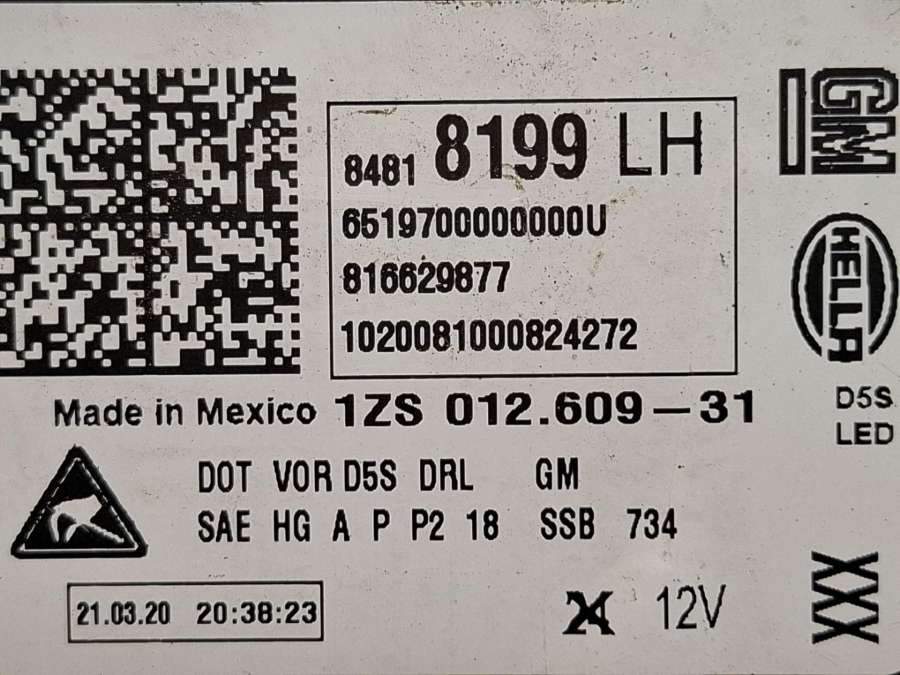 8481 8199 LH
6519700000000U
816629877
1020081000824272
GM
HELLA
Made in Mexico 1ZS 012.609-31
D5S
LED
DOT VOR D5S DRL GM
SAE HG A P P2 18 SSB 734
21.03.20 20:38:23
12V
XXX